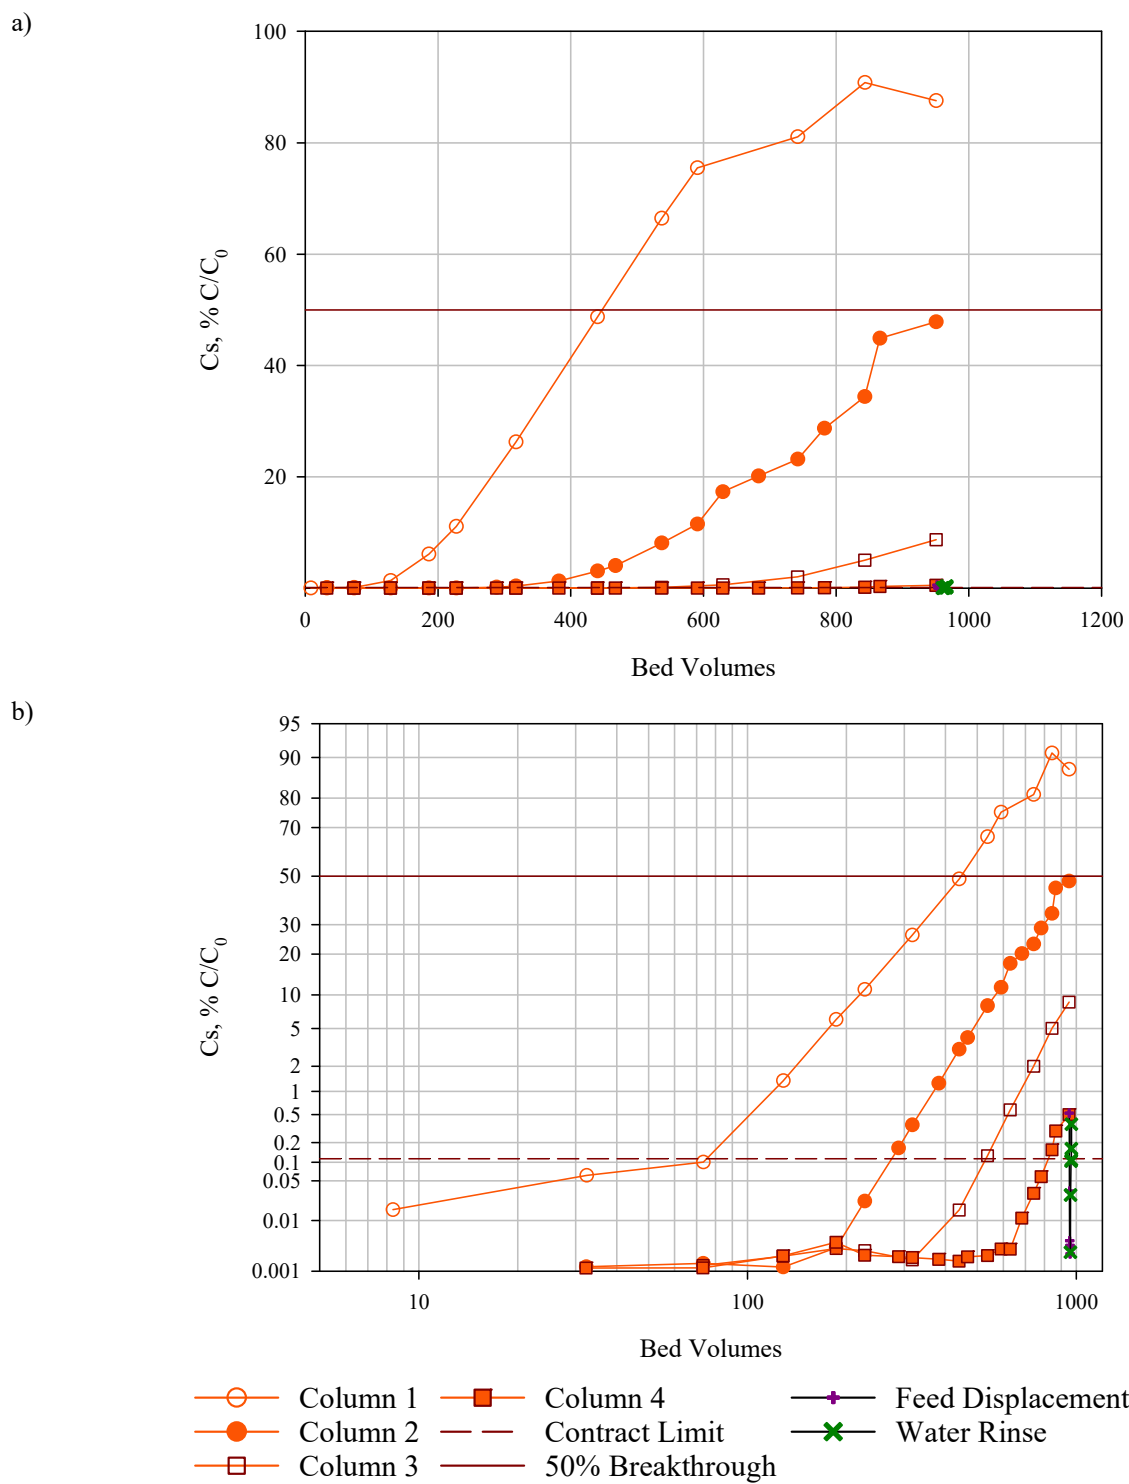 a)
100
80
60
40
20
Cs, % C/C₀
0 200 400 600 800 1000 1200
Bed Volumes
b)
95
90
80
70
50
30
20
10
5
2
1
0.5
0.2
0.1
0.05
0.01
0.001
Cs, % C/C₀
10 100 1000
Bed Volumes
Column 1 Column 4 Feed Displacement
Column 2 Contract Limit Water Rinse
Column 3 50% Breakthrough